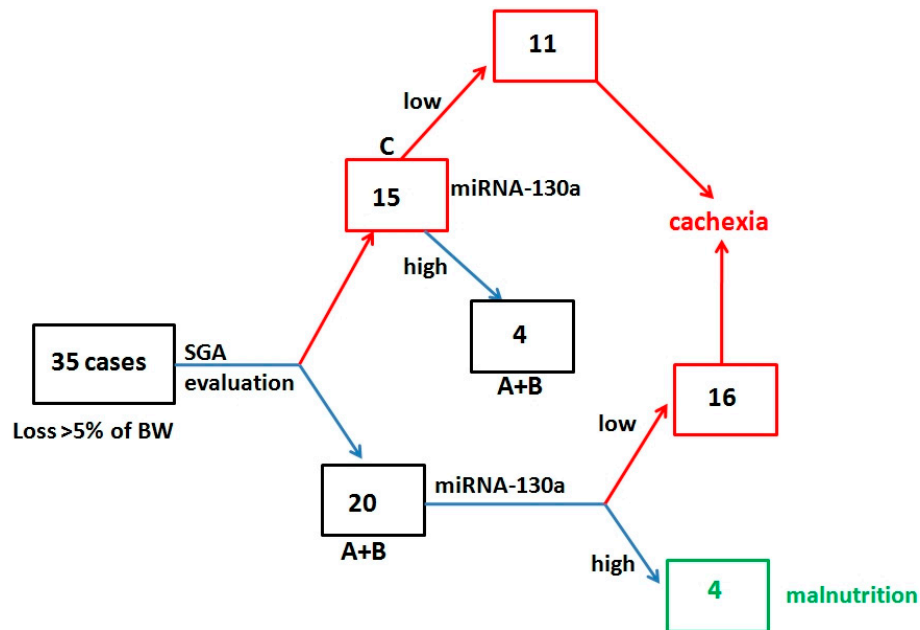 11
low
C
15
miRNA-130a
cachexia
high
4
A+B
35 cases
SGA
evaluation
Loss >5% of BW
16
low
20
miRNA-130a
A+B
high
4
malnutrition